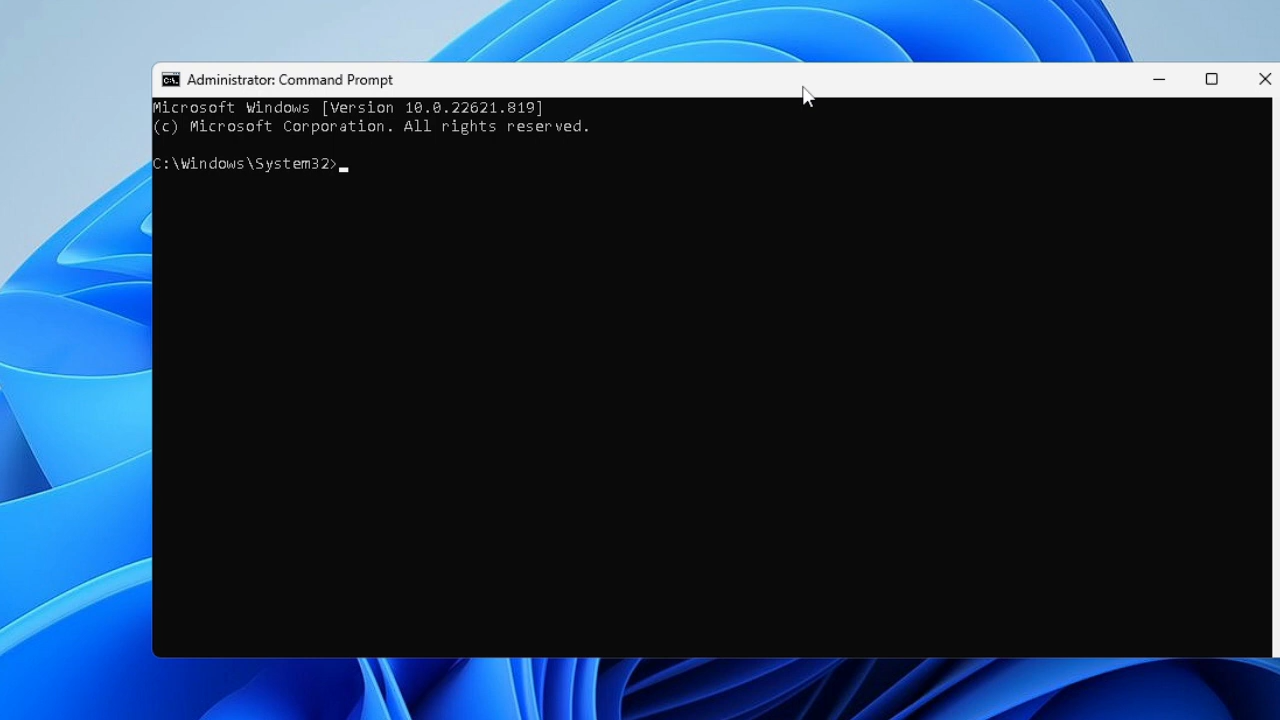 Administrator: Command Prompt
Microsoft Windows [Version 10.0.22621.819]
(c) Microsoft Corporation. All rights reserved.
C:\Windows\System32>